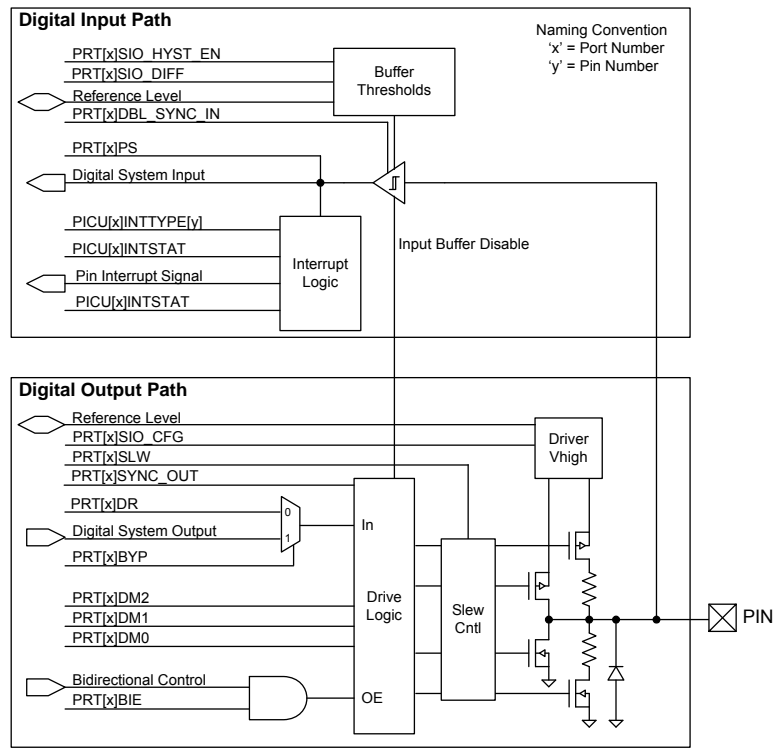 Digital Input Path
Naming Convention
'x' = Port Number
'y' = Pin Number
PRT[x]SIO_HYST_EN
PRT[x]SIO_DIFF
Reference Level
PRT[x]DBL_SYNC_IN
Buffer
Thresholds
PRT[x]PS
Digital System Input
PICU[x]INTTYPE[y]
PICU[x]INTSTAT
Pin Interrupt Signal
PICU[x]INTSTAT
Interrupt
Logic
Input Buffer Disable
Digital Output Path
Reference Level
PRT[x]SIO_CFG
PRT[x]SLW
PRT[x]SYNC_OUT
Driver
Vhigh
PRT[x]DR
Digital System Output
PRT[x]BYP
0
1
In
PRT[x]DM2
PRT[x]DM1
PRT[x]DM0
Drive
Logic
Slew
Cntl
PIN
Bidirectional Control
PRT[x]BIE
OE